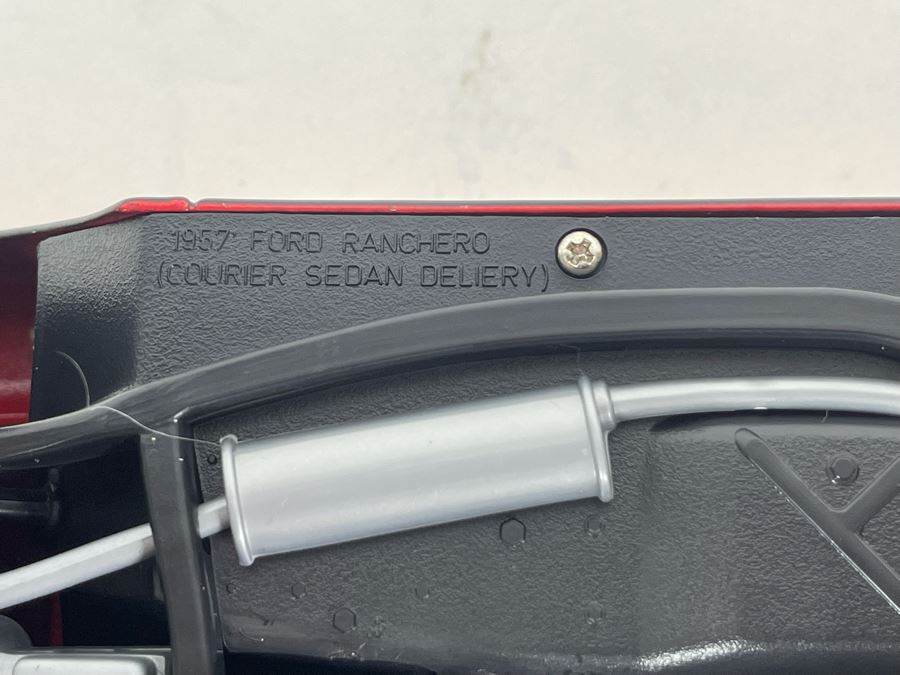 1957 FORD RANCHERO
(COURIER SEDAN DELIERY)